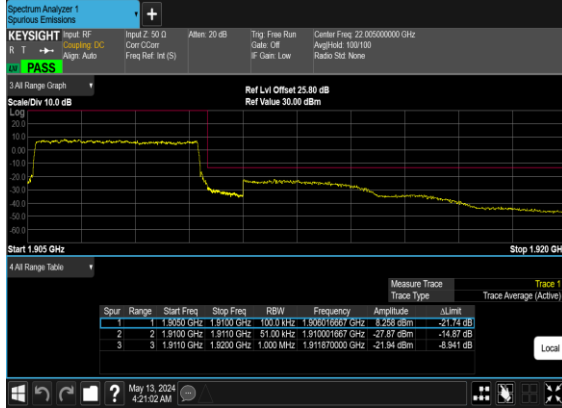 Spectrum Analyzer 1
Spurious Emissions
+
KEYSIGHT Input: RF Input Z: 50 Ω Atten: 20 dB Trig: Free Run Center Freq: 22.005000000 GHz
R T Coupling: DC Corr CCorr Gate: Off Avg|Hold: 100/100
Align: Auto Freq Ref: Int (S) IF Gain: Low Radio Std: None
PASS
3 All Range Graph Ref Lvl Offset 25.80 dB
Scale/Div 10.0 dB Ref Value 30.00 dBm
Log
20.0
10.0
0.00
-10.0
-20.0
-30.0
-40.0
-50.0
-60.0
Start 1.905 GHz Stop 1.920 GH
4 All Range Table
Measure Trace Trace 1
Trace Type Trace Average (Active)
Spur Range Start Freq Stop Freq RBW Frequency Amplitude ΔLimit
1 1 1.9050 GHz 1.9100 GHz 100.0 kHz 1.906016667 GHz 8.258 dBm -21.74 dB
2 2 1.9100 GHz 1.9110 GHz 51.00 kHz 1.910001667 GHz -27.87 dBm -14.87 dB
3 3 1.9110 GHz 1.9200 GHz 1.000 MHz 1.911870000 GHz -21.94 dBm -8.941 dB
Local
? May 13, 2024
4:21:02 AM